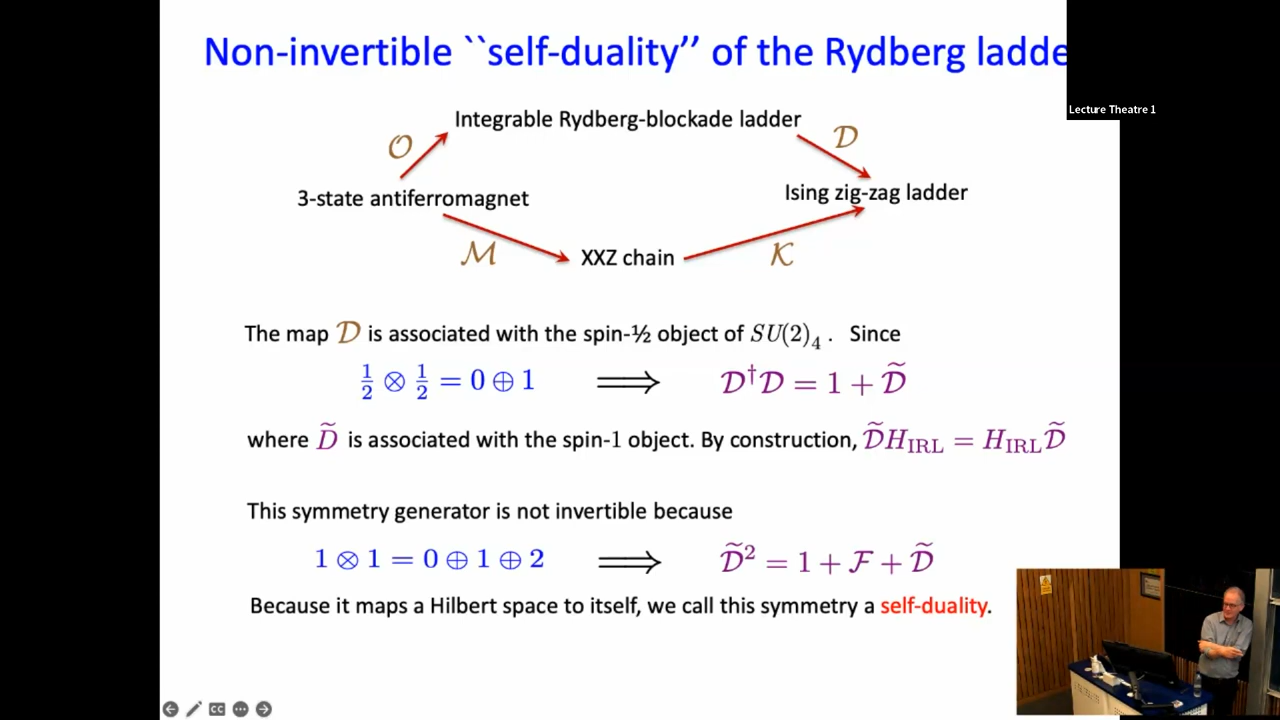 Non-invertible ``self-duality'' of the Rydberg ladde
Lecture Theatre 1
Integrable Rydberg-blockade ladder
𝒪
𝒟
3-state antiferromagnet
Ising zig-zag ladder
ℳ
XXZ chain
𝒦
The map 𝒟 is associated with the spin-½ object of SU(2)₄ . Since
½ ⊗ ½ = 0 ⊕ 1 ⟹ 𝒟†𝒟 = 1 + 𝒟̃
where D̃ is associated with the spin-1 object. By construction, 𝒟̃H_IRL = H_IRL𝒟̃
This symmetry generator is not invertible because
1 ⊗ 1 = 0 ⊕ 1 ⊕ 2 ⟹ 𝒟̃² = 1 + ℱ + 𝒟̃
Because it maps a Hilbert space to itself, we call this symmetry a self-duality.
CC